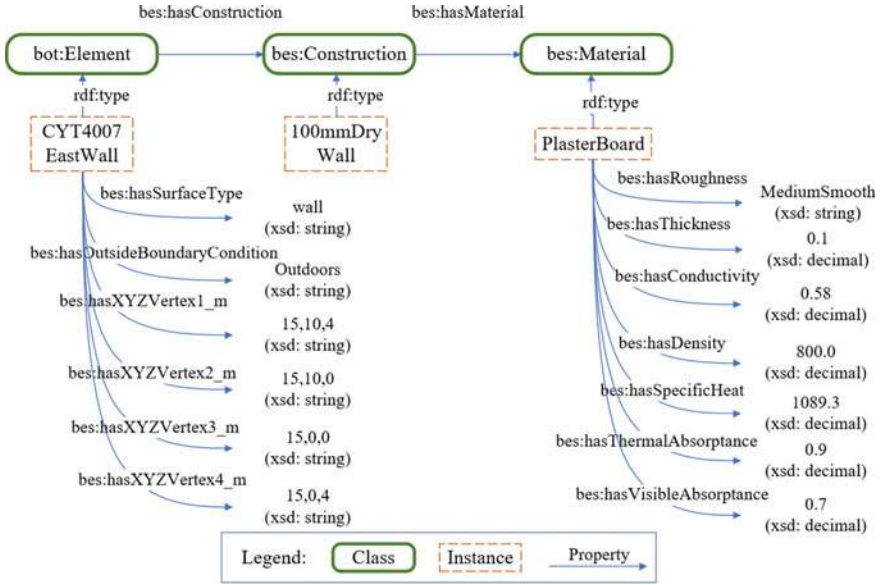 bes:hasConstruction
bes:hasMaterial
bot:Element
bes:Construction
bes:Material
rdf:type
rdf:type
rdf:type
CYT4007
EastWall
100mmDry
Wall
PlasterBoard
bes:hasSurfaceType
wall
(xsd: string)
bes:hasOutsideBoundaryCondition
Outdoors
(xsd: string)
bes:hasXYZVertex1_m
15,10,4
(xsd: string)
bes:hasXYZVertex2_m
15,10,0
(xsd: string)
bes:hasXYZVertex3_m
15,0,0
(xsd: string)
bes:hasXYZVertex4_m
15,0,4
(xsd: string)
bes:hasRoughness
MediumSmooth
(xsd: string)
bes:hasThickness
0.1
(xsd: decimal)
bes:hasConductivity
0.58
(xsd: decimal)
bes:hasDensity
800.0
(xsd: decimal)
bes:hasSpecificHeat
1089.3
(xsd: decimal)
bes:hasThermalAbsorptance
0.9
(xsd: decimal)
bes:hasVisibleAbsorptance
0.7
(xsd: decimal)
Legend:
Class
Instance
Property